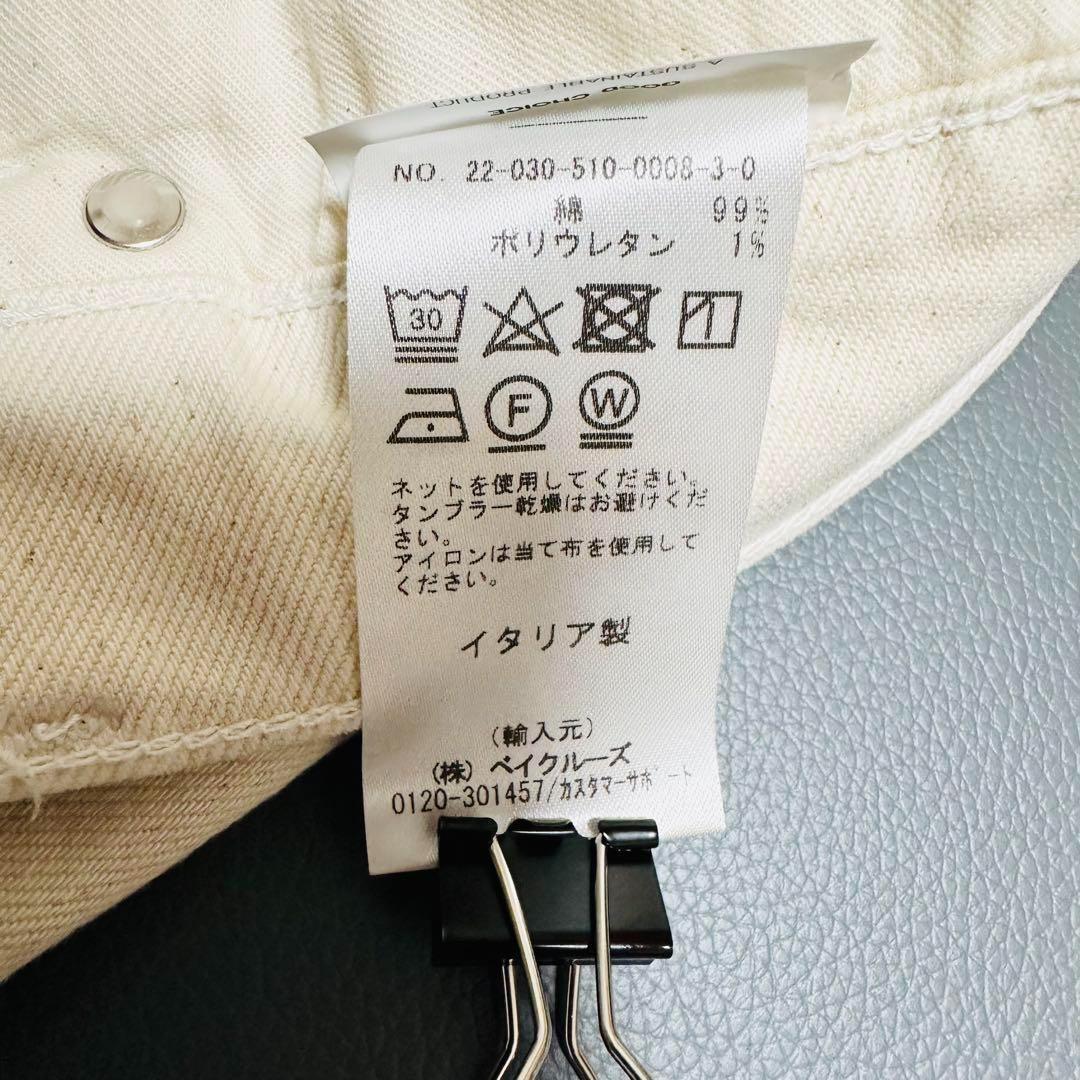 A SUSTAINABLE PRODUCT
GOOD CHOICE
NO. 22-030-510-0008-3-0
綿 99%
ポリウレタン 1%
30
F W
ネットを使用してください。
タンブラー乾燥はお避けくだ
さい。
アイロンは当て布を使用して
ください。
イタリア製
(輸入元)
(株) ベイクルーズ
0120-301457/カスタマーサポート